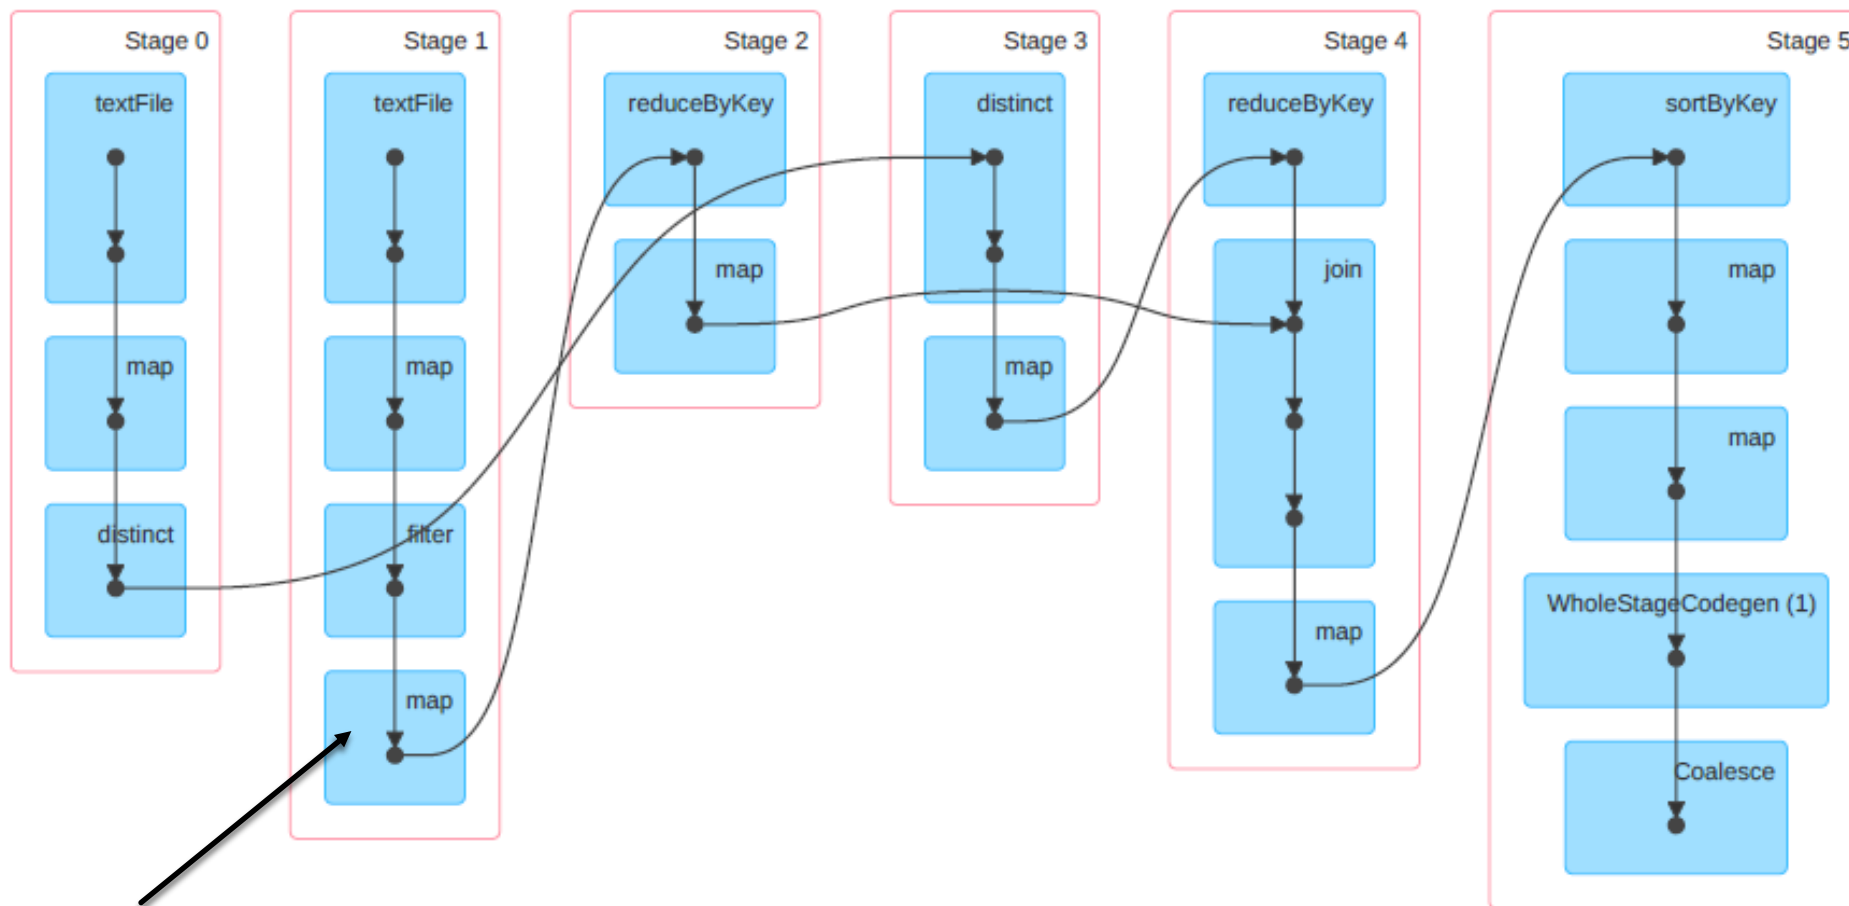 Stage 0
textFile
map
distinct
Stage 1
textFile
map
filter
map
Stage 2
reduceByKey
map
Stage 3
distinct
map
Stage 4
reduceByKey
join
map
Stage 5
sortByKey
map
map
WholeStageCodegen (1)
Coalesce